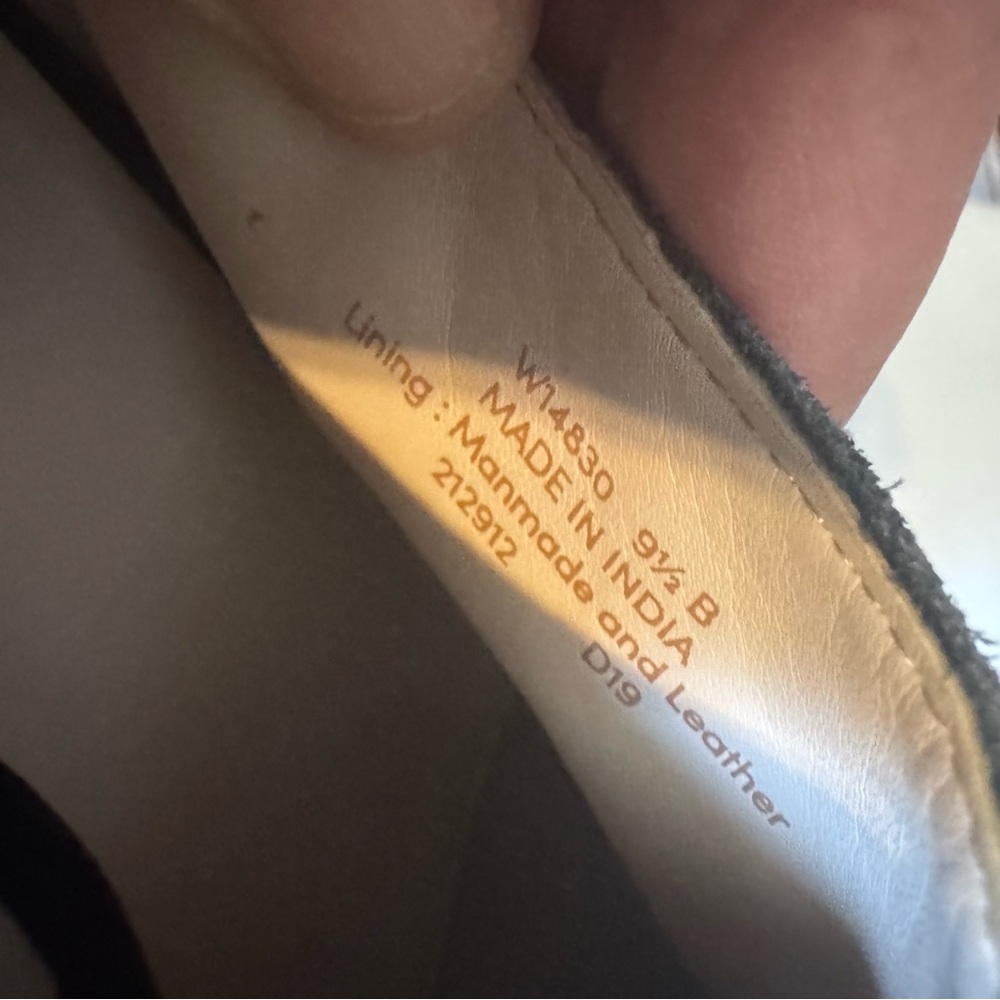 W14830 9½ B
MADE IN INDIA
Lining : Manmade and Leather
212912 D19